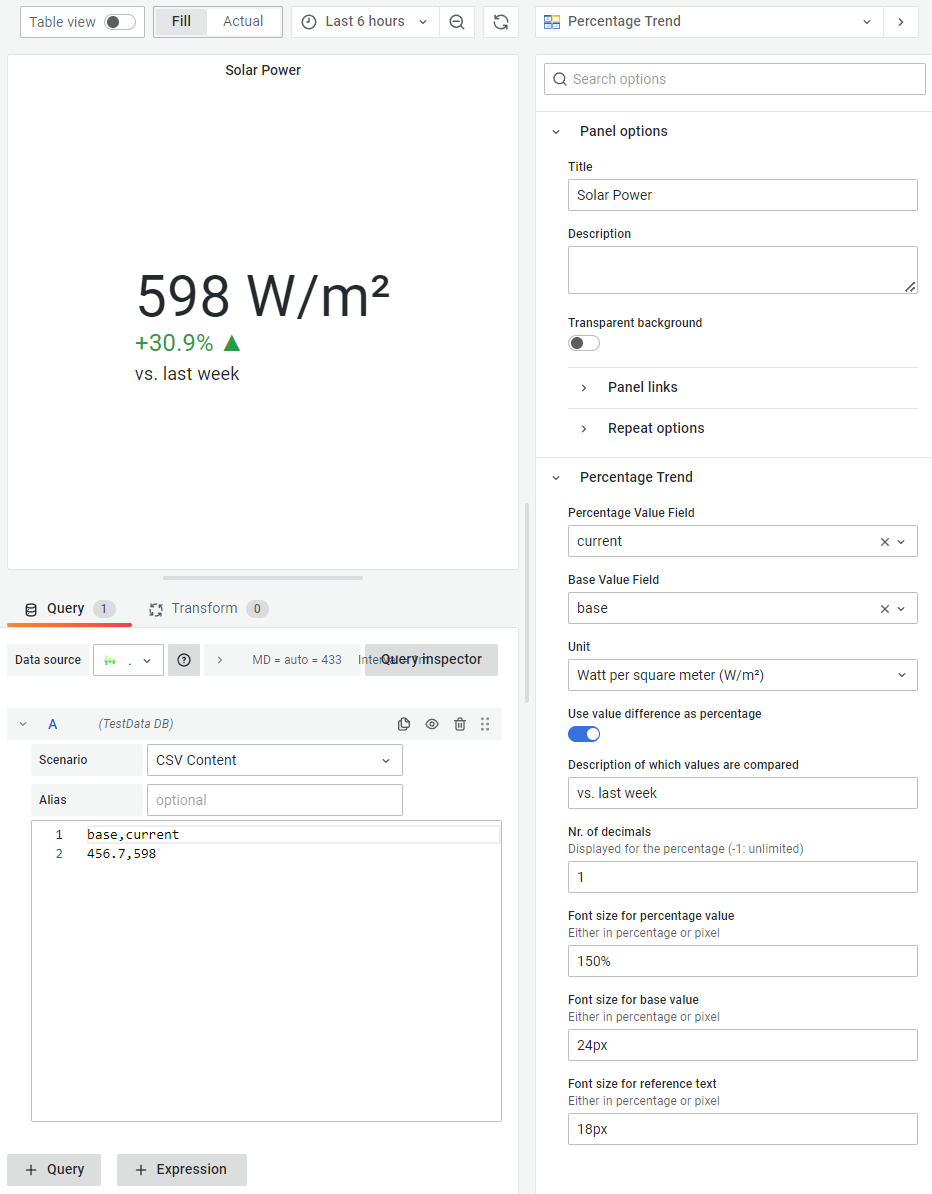 Table view
Fill
Actual
Last 6 hours
Percentage Trend
Solar Power
598 W/m²
+30.9% ▲
vs. last week
Query 1
Transform 0
Data source
.
MD = auto = 433
Query inspector
A
(TestData DB)
Scenario
CSV Content
Alias
optional
1 base,current
2 456.7,598
+ Query
+ Expression
Search options
Panel options
Title
Solar Power
Description
Transparent background
Panel links
Repeat options
Percentage Trend
Percentage Value Field
current
Base Value Field
base
Unit
Watt per square meter (W/m²)
Use value difference as percentage
Description of which values are compared
vs. last week
Nr. of decimals
Displayed for the percentage (-1: unlimited)
1
Font size for percentage value
Either in percentage or pixel
150%
Font size for base value
Either in percentage or pixel
24px
Font size for reference text
Either in percentage or pixel
18px